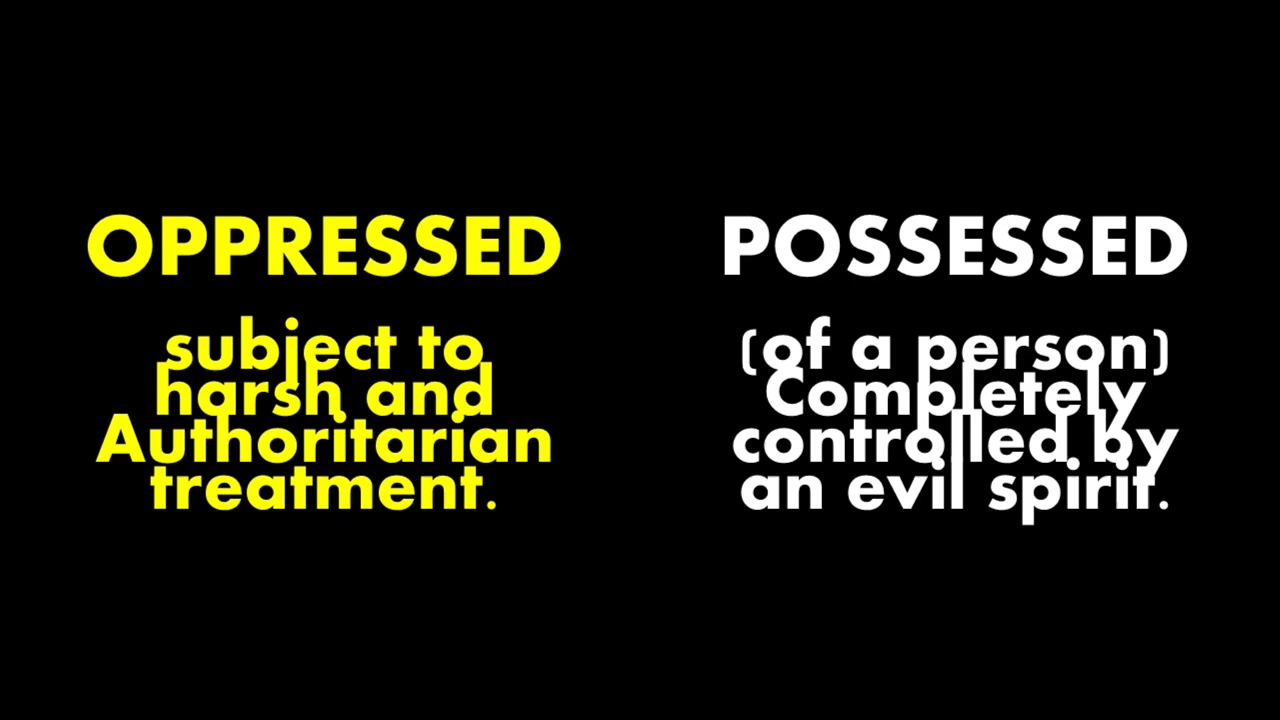 OPPRESSED
subject to
harsh and
Authoritarian
treatment.
POSSESSED
(of a person)
Completely
controlled by
an evil spirit.